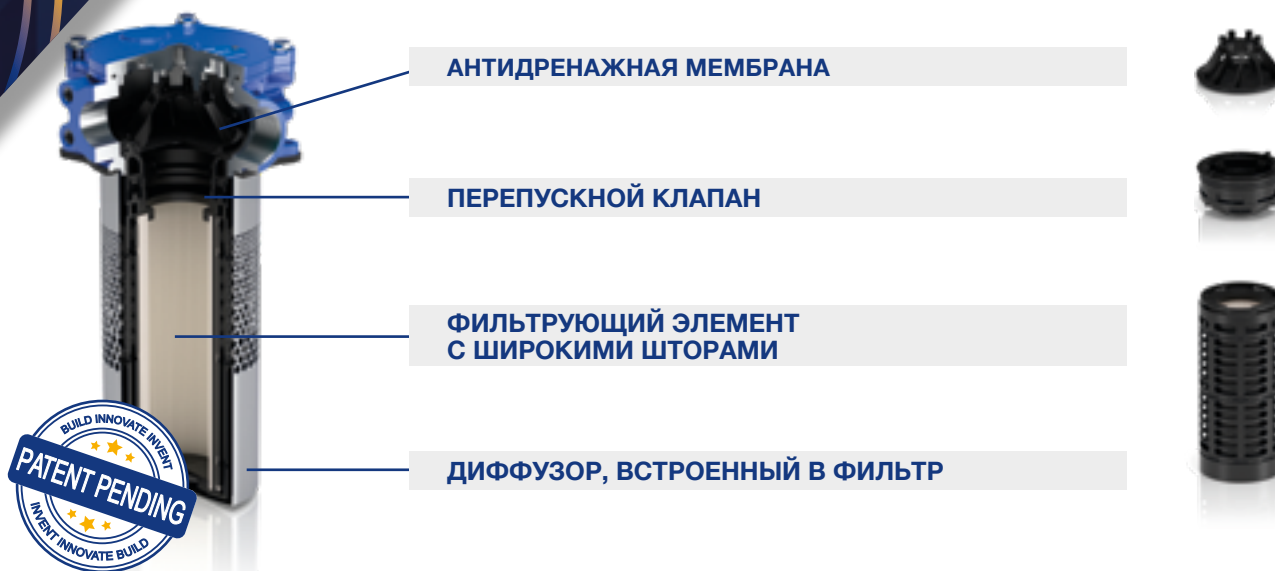 АНТИДРЕНАЖНАЯ МЕМБРАНА
ПЕРЕПУСКНОЙ КЛАПАН
ФИЛЬТРУЮЩИЙ ЭЛЕМЕНТ
С ШИРОКИМИ ШТОРАМИ
ДИФФУЗОР, ВСТРОЕННЫЙ В ФИЛЬТР
BUILD INNOVATE INVENT
PATENT PENDING
INVENT INNOVATE BUILD